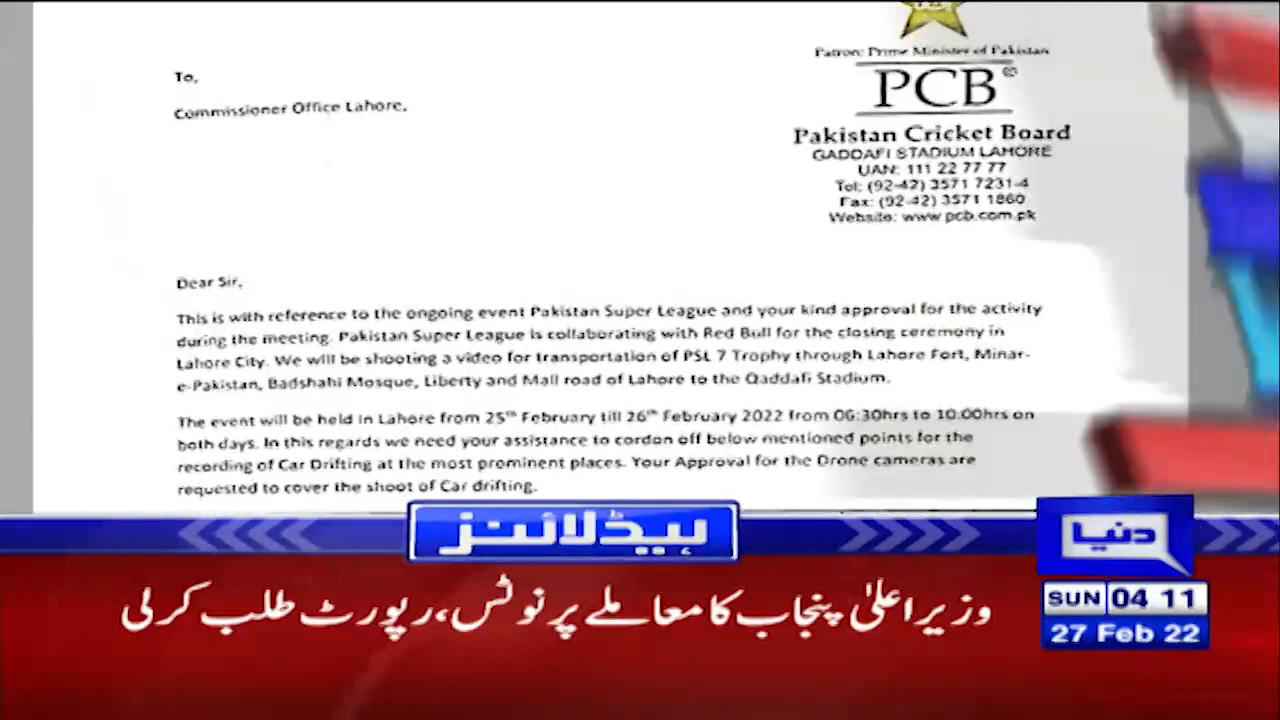 Patron: Prime Minister of Pakistan
PCB®
Pakistan Cricket Board
GADDAFI STADIUM LAHORE
UAN: 111 22 77 77
Tel: (92-42) 3571 7231-4
Fax: (92-42) 3571 1860
Website: www.pcb.com.pk
To,
Commissioner Office Lahore,
Dear Sir,
This is with reference to the ongoing event Pakistan Super League and your kind approval for the activity
during the meeting. Pakistan Super League is collaborating with Red Bull for the closing ceremony in
Lahore City. We will be shooting a video for transportation of PSL 7 Trophy through Lahore Fort, Minar-
e-Pakistan, Badshahi Mosque, Liberty and Mall road of Lahore to the Qaddafi Stadium.
The event will be held in Lahore from 25th February till 26th February 2022 from 06:30hrs to 10:00hrs on
both days. In this regards we need your assistance to cordon off below mentioned points for the
recording of Car Drifting at the most prominent places. Your Approval for the Drone cameras are
requested to cover the shoot of Car drifting.
ہیڈلائنز
دنیا
وزیراعلیٰ پنجاب کا معاملے پر نوٹس، رپورٹ طلب کرلی
SUN 04 11
27 Feb 22